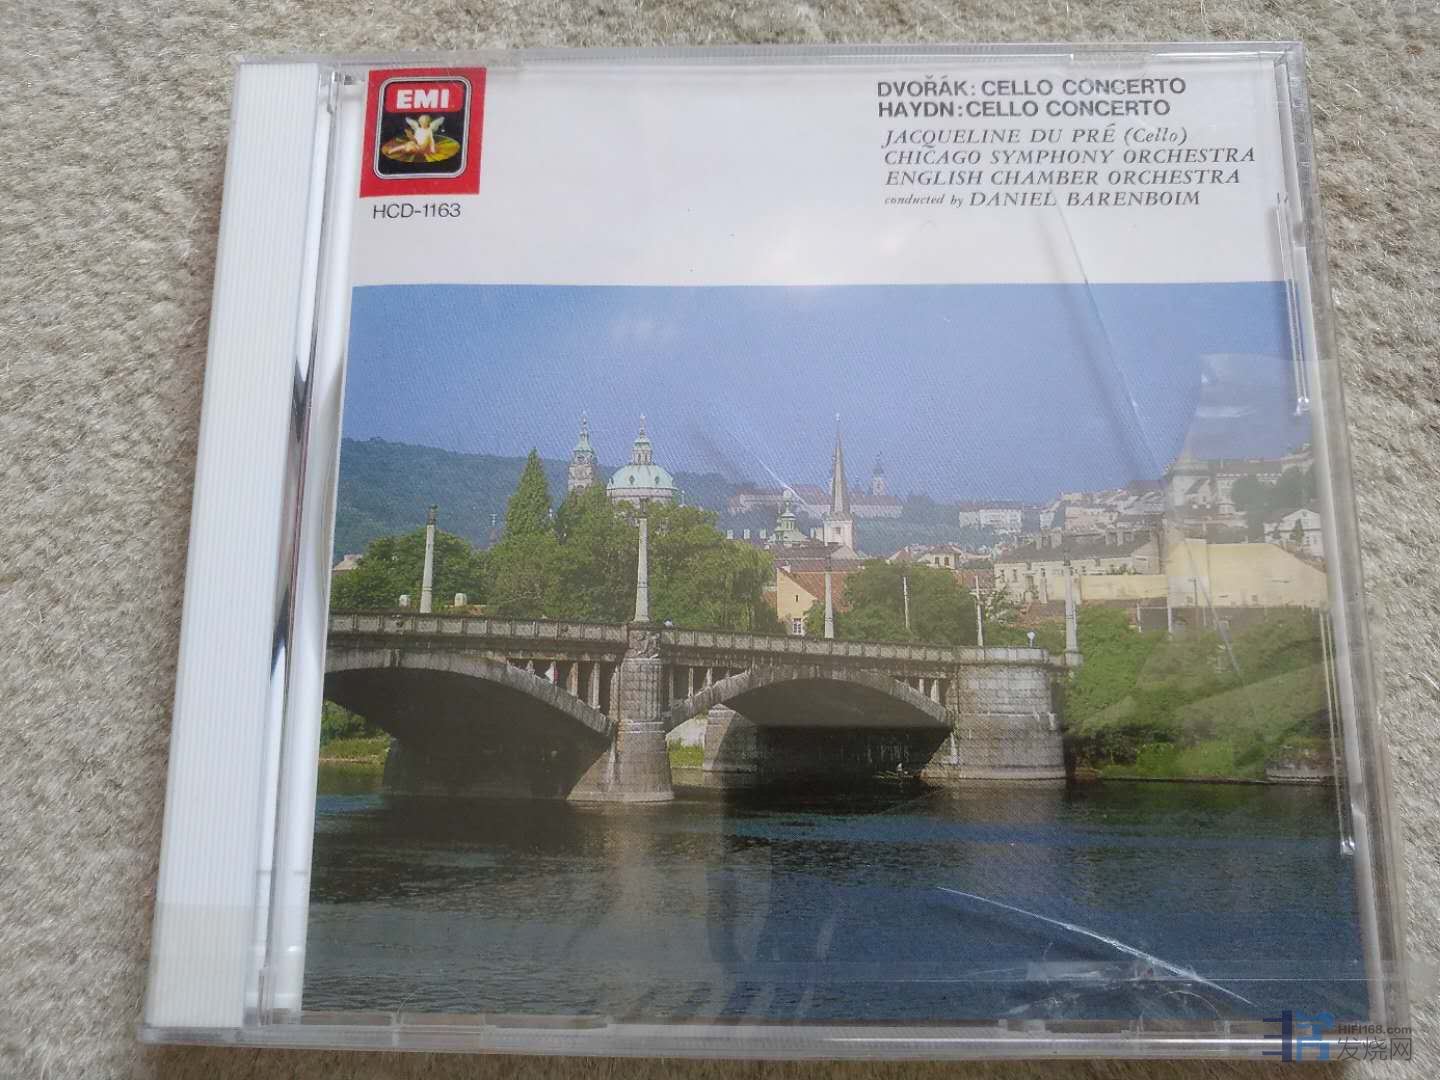 EMI
HCD-1163
DVOŘÁK: CELLO CONCERTO
HAYDN: CELLO CONCERTO
JACQUELINE DU PRÉ (Cello)
CHICAGO SYMPHONY ORCHESTRA
ENGLISH CHAMBER ORCHESTRA
conducted by DANIEL BARENBOIM
HIFI168.com
发烧网